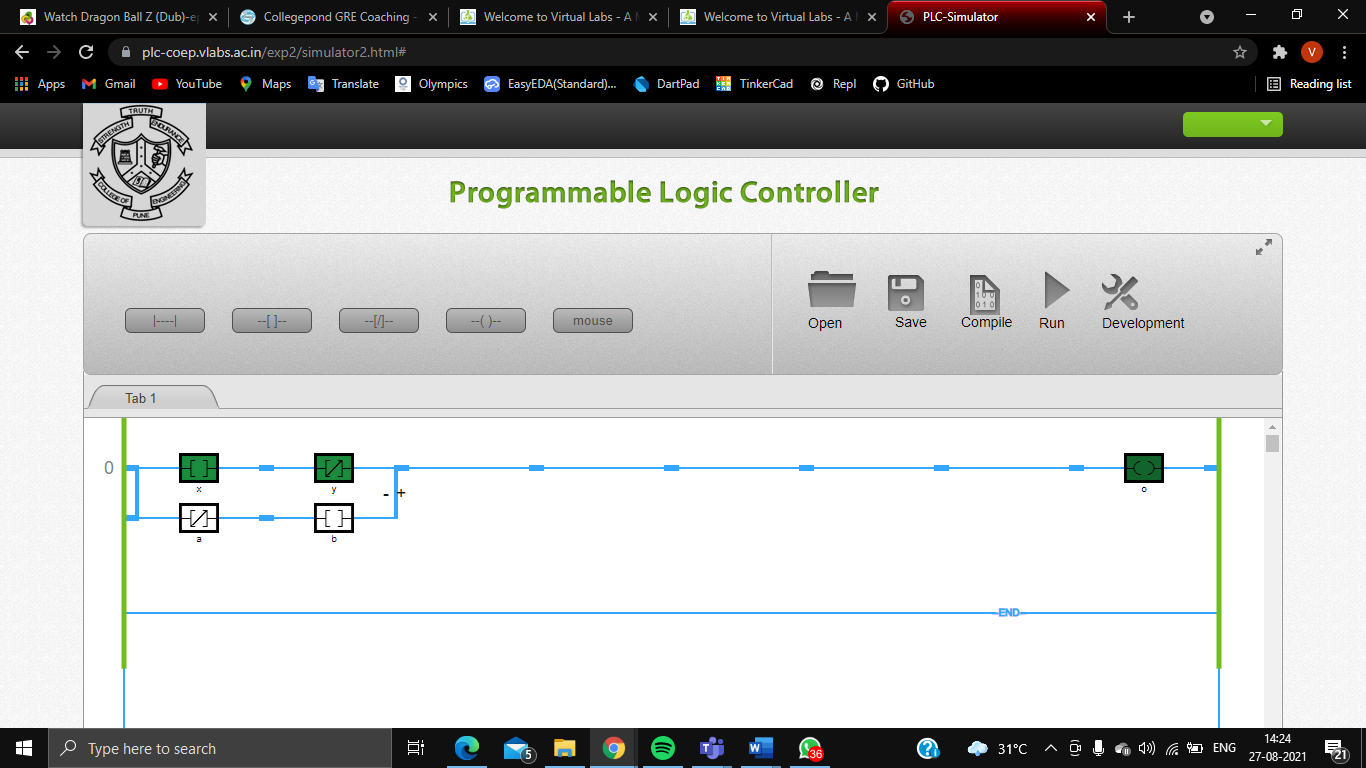 Watch Dragon Ball Z (Dub)-ep
Collegepond GRE Coaching -
Welcome to Virtual Labs - A M
Welcome to Virtual Labs - A M
PLC-Simulator
plc-coep.vlabs.ac.in/exp2/simulator2.html#
V
Apps Gmail YouTube Maps Translate Olympics EasyEDA(Standard)... DartPad TinkerCad Repl GitHub Reading list
TRUTH
STRENGTH ENDURANCE
COLLEGE OF ENGINEERING
PUNE
Programmable Logic Controller
|----| --[ ]-- --[/]-- --( )-- mouse
Open Save Compile Run Development
Tab 1
0
x y o
- +
a b
--END--
Type here to search
5
36
31°C
ENG
14:24
27-08-2021
21